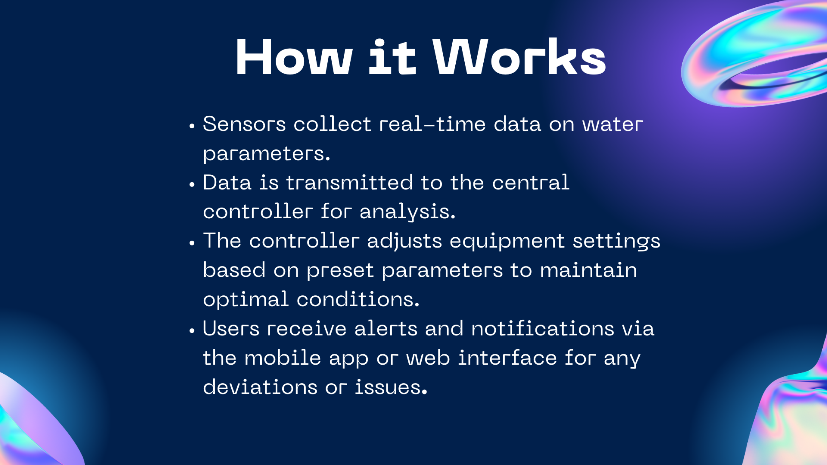 How it Works
• Sensors collect real-time data on water
parameters.
• Data is transmitted to the central
controller for analysis.
• The controller adjusts equipment settings
based on preset parameters to maintain
optimal conditions.
• Users receive alerts and notifications via
the mobile app or web interface for any
deviations or issues.